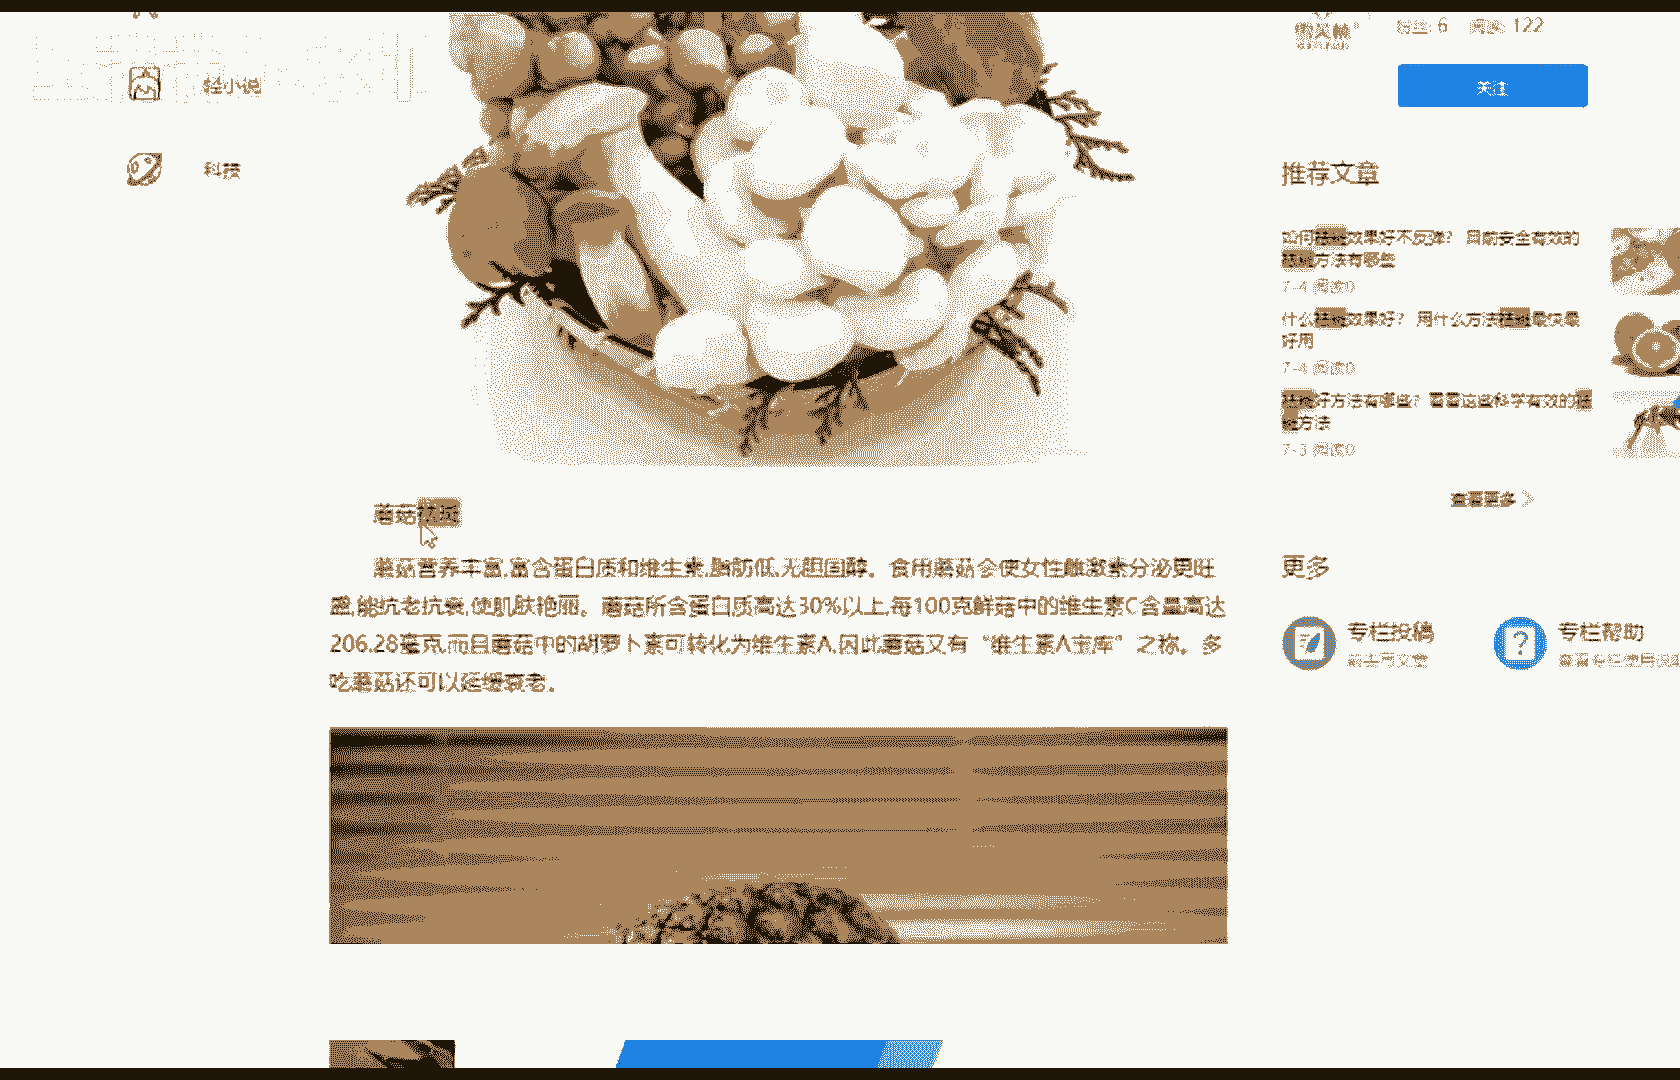 轻小说
科技
蘑菇祛斑
蘑菇营养丰富,富含蛋白质和维生素,脂肪低,无胆固醇。食用蘑菇会使女性雌激素分泌更旺
盛,能抗老抗衰,使肌肤艳丽。蘑菇所含蛋白质高达30%以上,每100克鲜菇中的维生素C含量高达
206.28毫克,而且蘑菇中的胡萝卜素可转化为维生素A,因此蘑菇又有“维生素A宝库”之称。多
吃蘑菇还可以延缓衰老。
粉丝 6 阅读 122
关注
推荐文章
如何祛斑效果好不反弹？ 目前安全有效的
祛斑方法有哪些
7-4 阅读0
什么祛斑效果好？ 用什么方法祛斑最快最
好用
7-4 阅读0
祛斑好方法有哪些？看看这些科学有效的祛
斑方法
7-3 阅读0
查看更多 >
更多
专栏投稿
专栏帮助